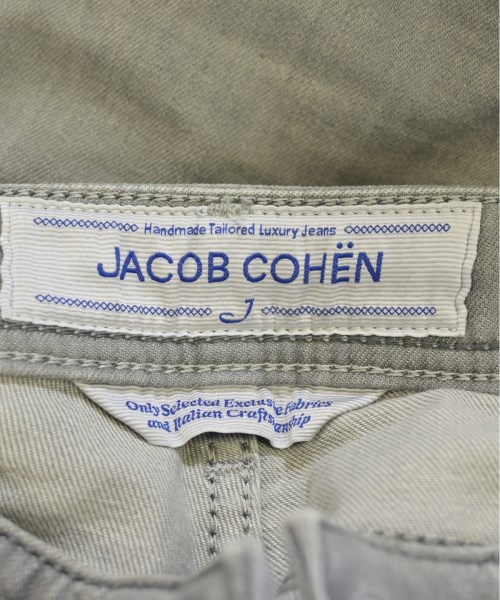 Handmade Tailored Luxury Jeans
JACOB COHËN
J
Only Selected Exclusive Fabrics
and Italian Craftsmanship